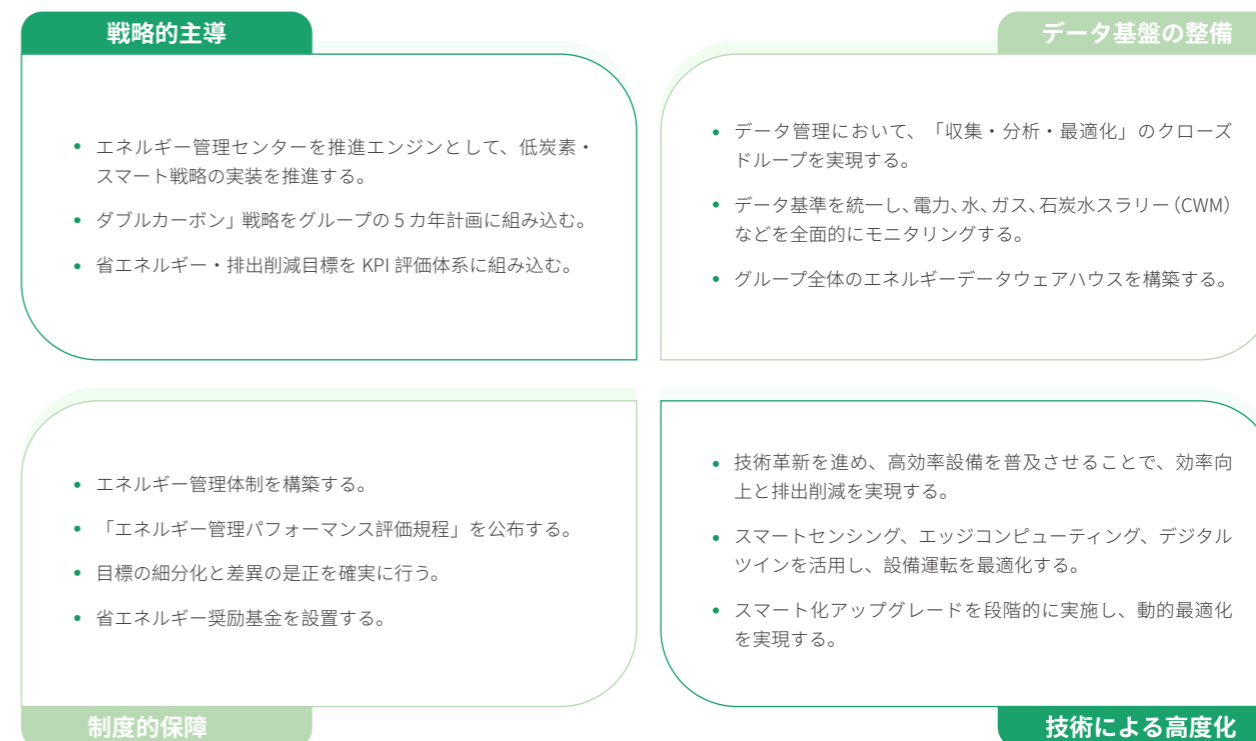 戦略的主導
エネルギー管理センターを推進エンジンとして、低炭素・
スマート戦略の実装を推進する。
ダブルカーボン」戦略をグループの 5 カ年計画に組み込む。
省エネルギー・排出削減目標を KPI 評価体系に組み込む。
データ基盤の整備
データ管理において、「収集・分析・最適化」のクローズ
ドループを実現する。
データ基準を統一し、電力、水、ガス、石炭水スラリー（CWM）
などを全面的にモニタリングする。
グループ全体のエネルギーデータウェアハウスを構築する。
エネルギー管理体制を構築する。
「エネルギー管理パフォーマンス評価規程」を公布する。
目標の細分化と差異の是正を確実に行う。
省エネルギー奨励基金を設置する。
制度的保障
技術革新を進め、高効率設備を普及させることで、効率向
上と排出削減を実現する。
スマートセンシング、エッジコンピューティング、デジタル
ツインを活用し、設備運転を最適化する。
スマート化アップグレードを段階的に実施し、動的最適化
を実現する。
技術による高度化